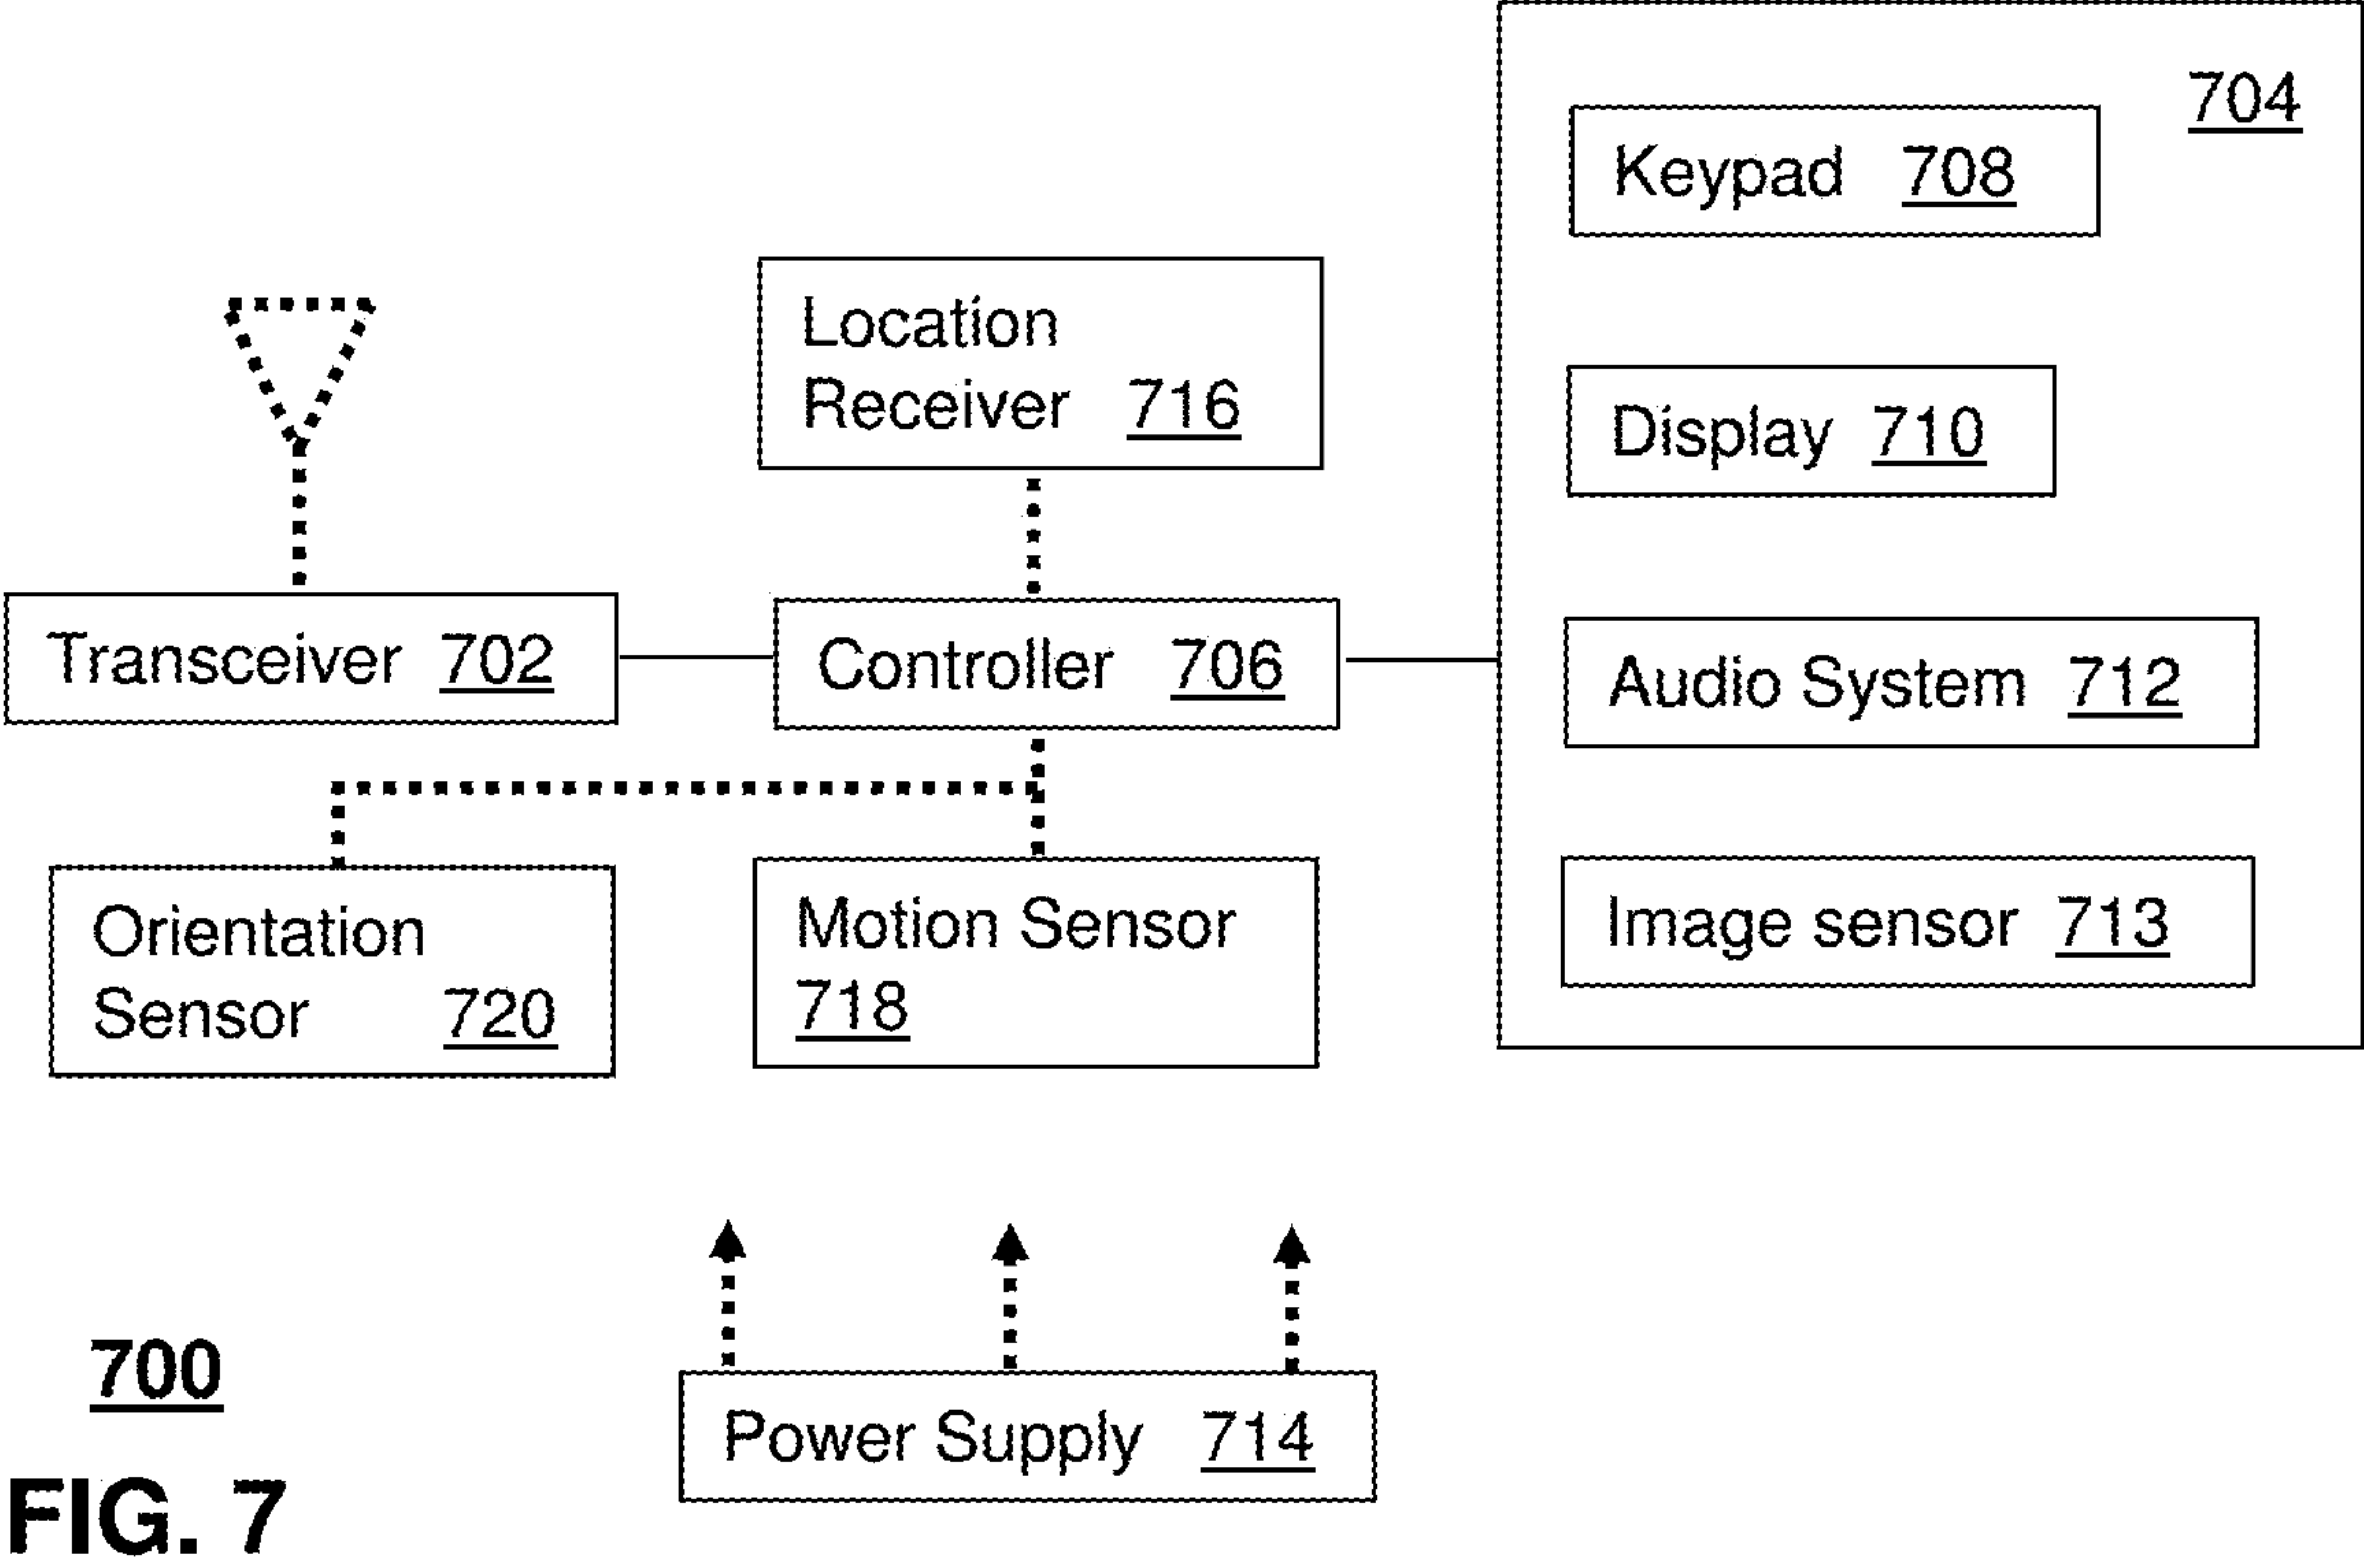 704
Keypad 708
Location
Receiver 716
Display 710
Transceiver 702
Controller 706
Audio System 712
Orientation
Sensor 720
Motion Sensor
718
Image sensor 713
700
Power Supply 714
FIG. 7